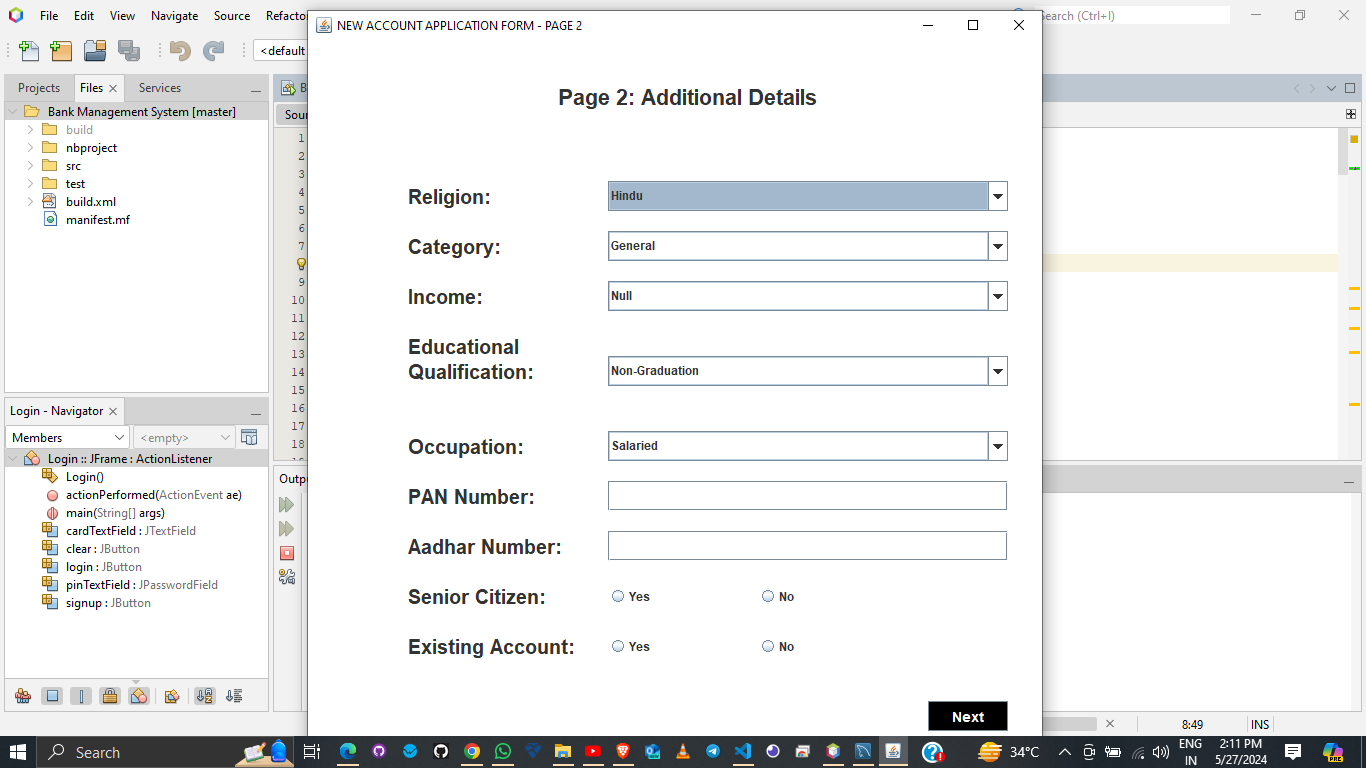 File Edit View Navigate Source Refacto
NEW ACCOUNT APPLICATION FORM - PAGE 2
Search (Ctrl+I)
<default
Projects Files Services
Bank Management System [master]
build
nbproject
src
test
build.xml
manifest.mf
Sour
1
2
3
4
5
6
7
9
10
11
12
13
14
15
16
17
18
Page 2: Additional Details
Religion: Hindu
Category: General
Income: Null
Educational
Qualification: Non-Graduation
Occupation: Salaried
PAN Number:
Aadhar Number:
Senior Citizen: Yes No
Existing Account: Yes No
Next
Login - Navigator
Members <empty>
Login :: JFrame : ActionListener
Login()
actionPerformed(ActionEvent ae)
main(String[] args)
cardTextField : JTextField
clear : JButton
login : JButton
pinTextField : JPasswordField
signup : JButton
Outpu
8:49 INS
Search
34°C
ENG
IN
2:11 PM
5/27/2024
PRE